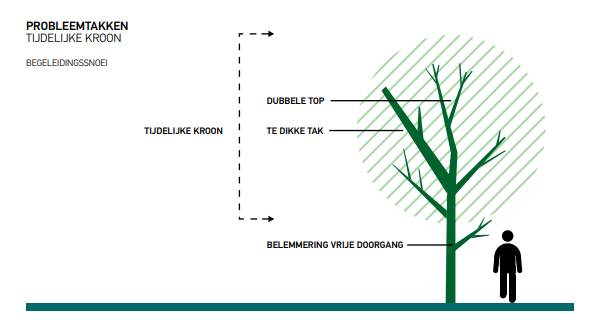 PROBLEEMTAKKEN
TIJDELIJKE KROON
BEGELEIDINGSSNOEI
DUBBELE TOP
TIJDELIJKE KROON
TE DIKKE TAK
BELEMMERING VRIJE DOORGANG